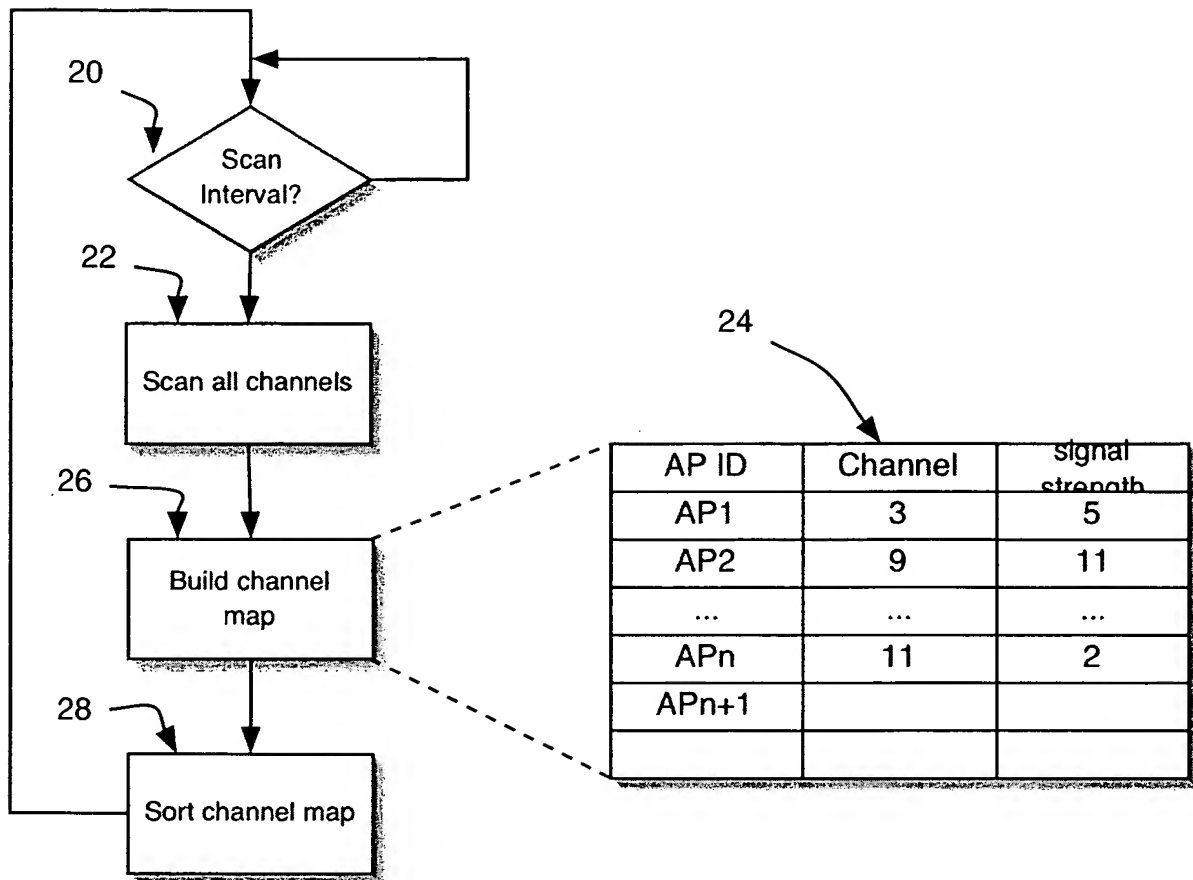 20
Scan
Interval?
22
Scan all channels
24
26
Build channel
map
AP ID Channel signal
strength
AP1 3 5
AP2 9 11
... ... ...
APn 11 2
APn+1
28
Sort channel map